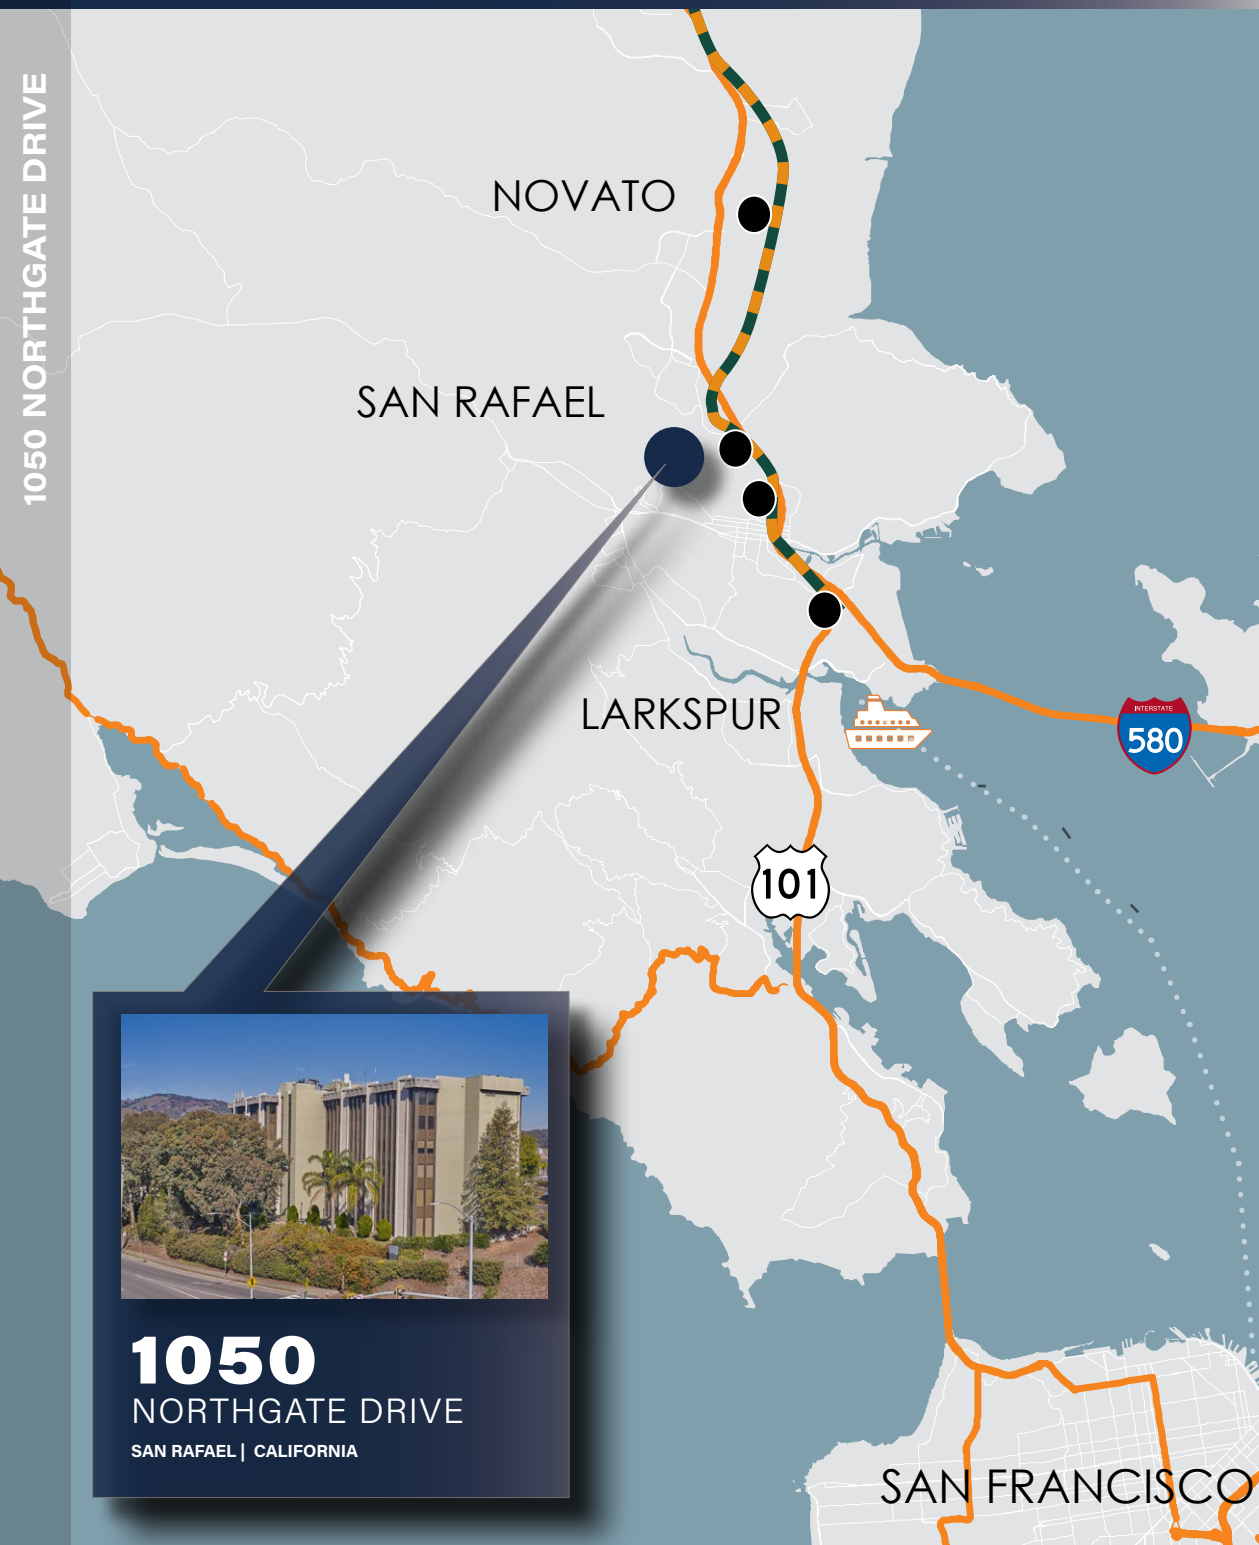 1050 NORTHGATE DRIVE
NOVATO
SAN RAFAEL
LARKSPUR
INTERSTATE
580
101
1050
NORTHGATE DRIVE
SAN RAFAEL | CALIFORNIA
SAN FRANCISCO